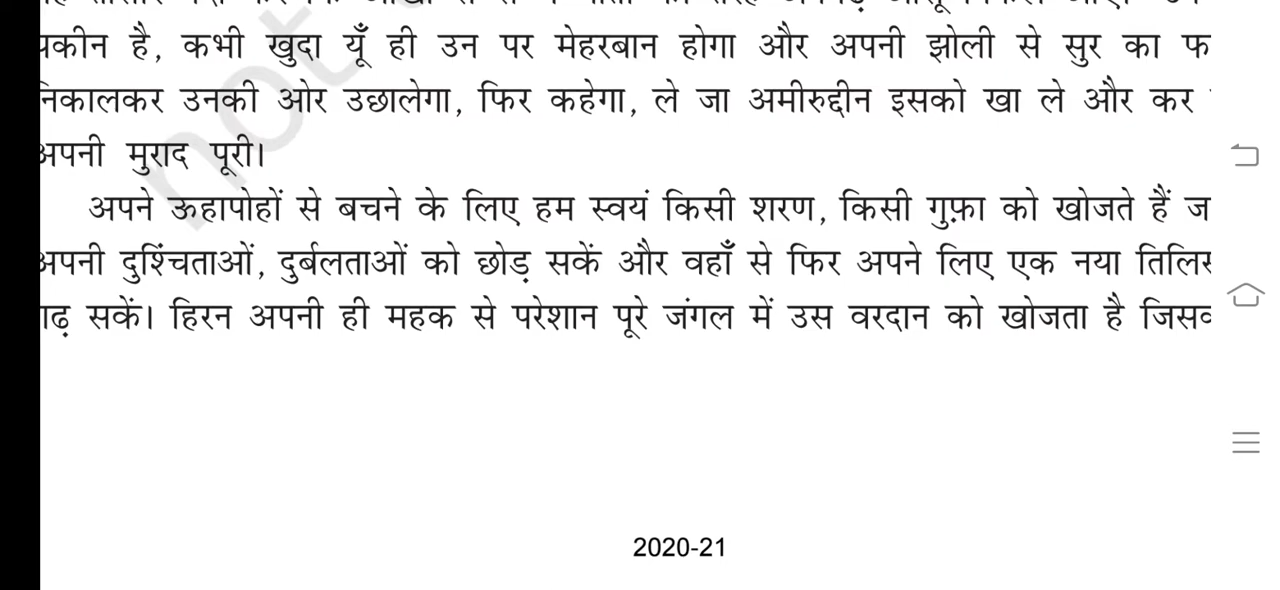 यकीन है, कभी खुदा यूँ ही उन पर मेहरबान होगा और अपनी झोली से सुर का फ
निकालकर उनकी ओर उछालेगा, फिर कहेगा, ले जा अमीरुद्दीन इसको खा ले और कर
अपनी मुराद पूरी।
अपने ऊहापोहों से बचने के लिए हम स्वयं किसी शरण, किसी गुफ़ा को खोजते हैं ज
अपनी दुश्चिंताओं, दुर्बलताओं को छोड़ सकें और वहाँ से फिर अपने लिए एक नया
गढ़ सकें। हिरन अपनी ही महक से परेशान पूरे जंगल में उस वरदान को खोजता है
not
2020-21